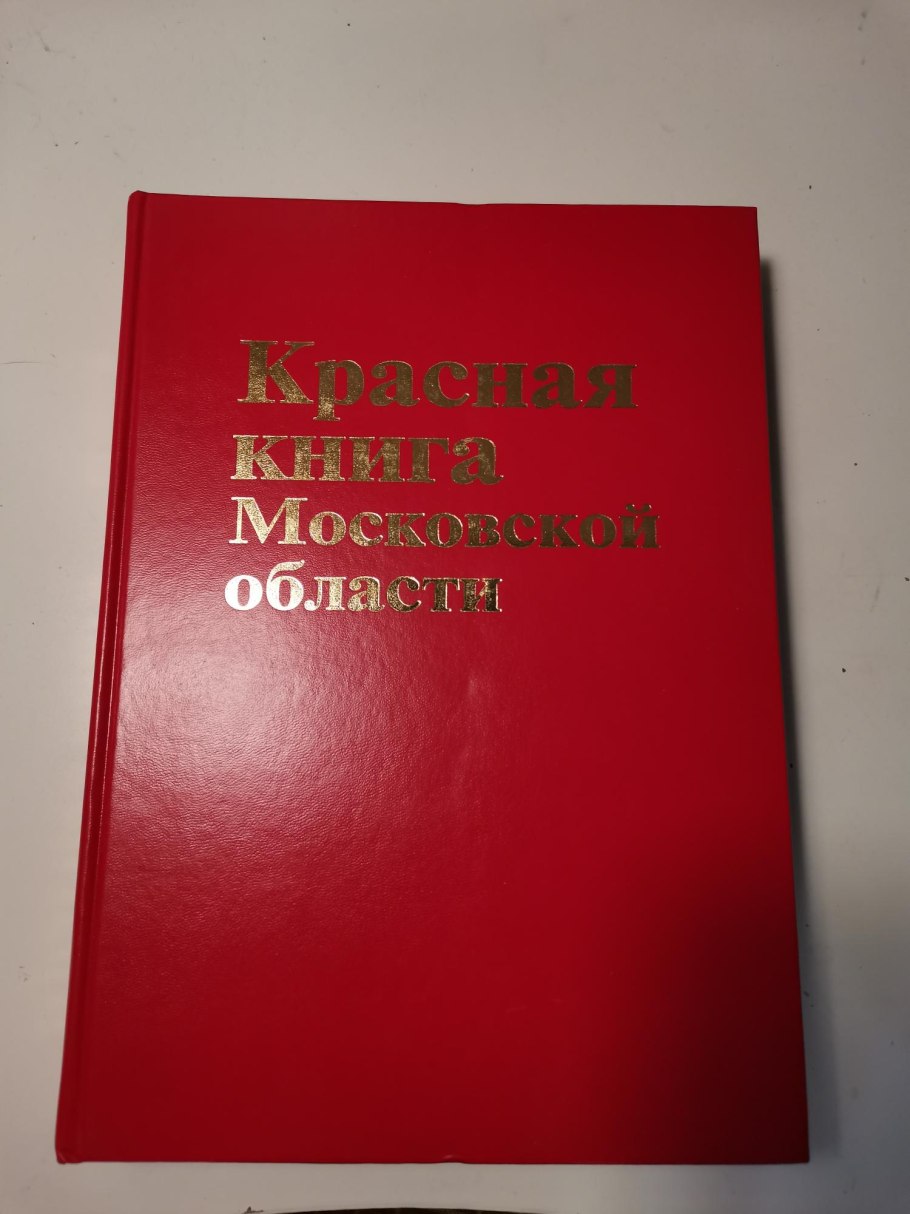 Красная
книга
Московской
области